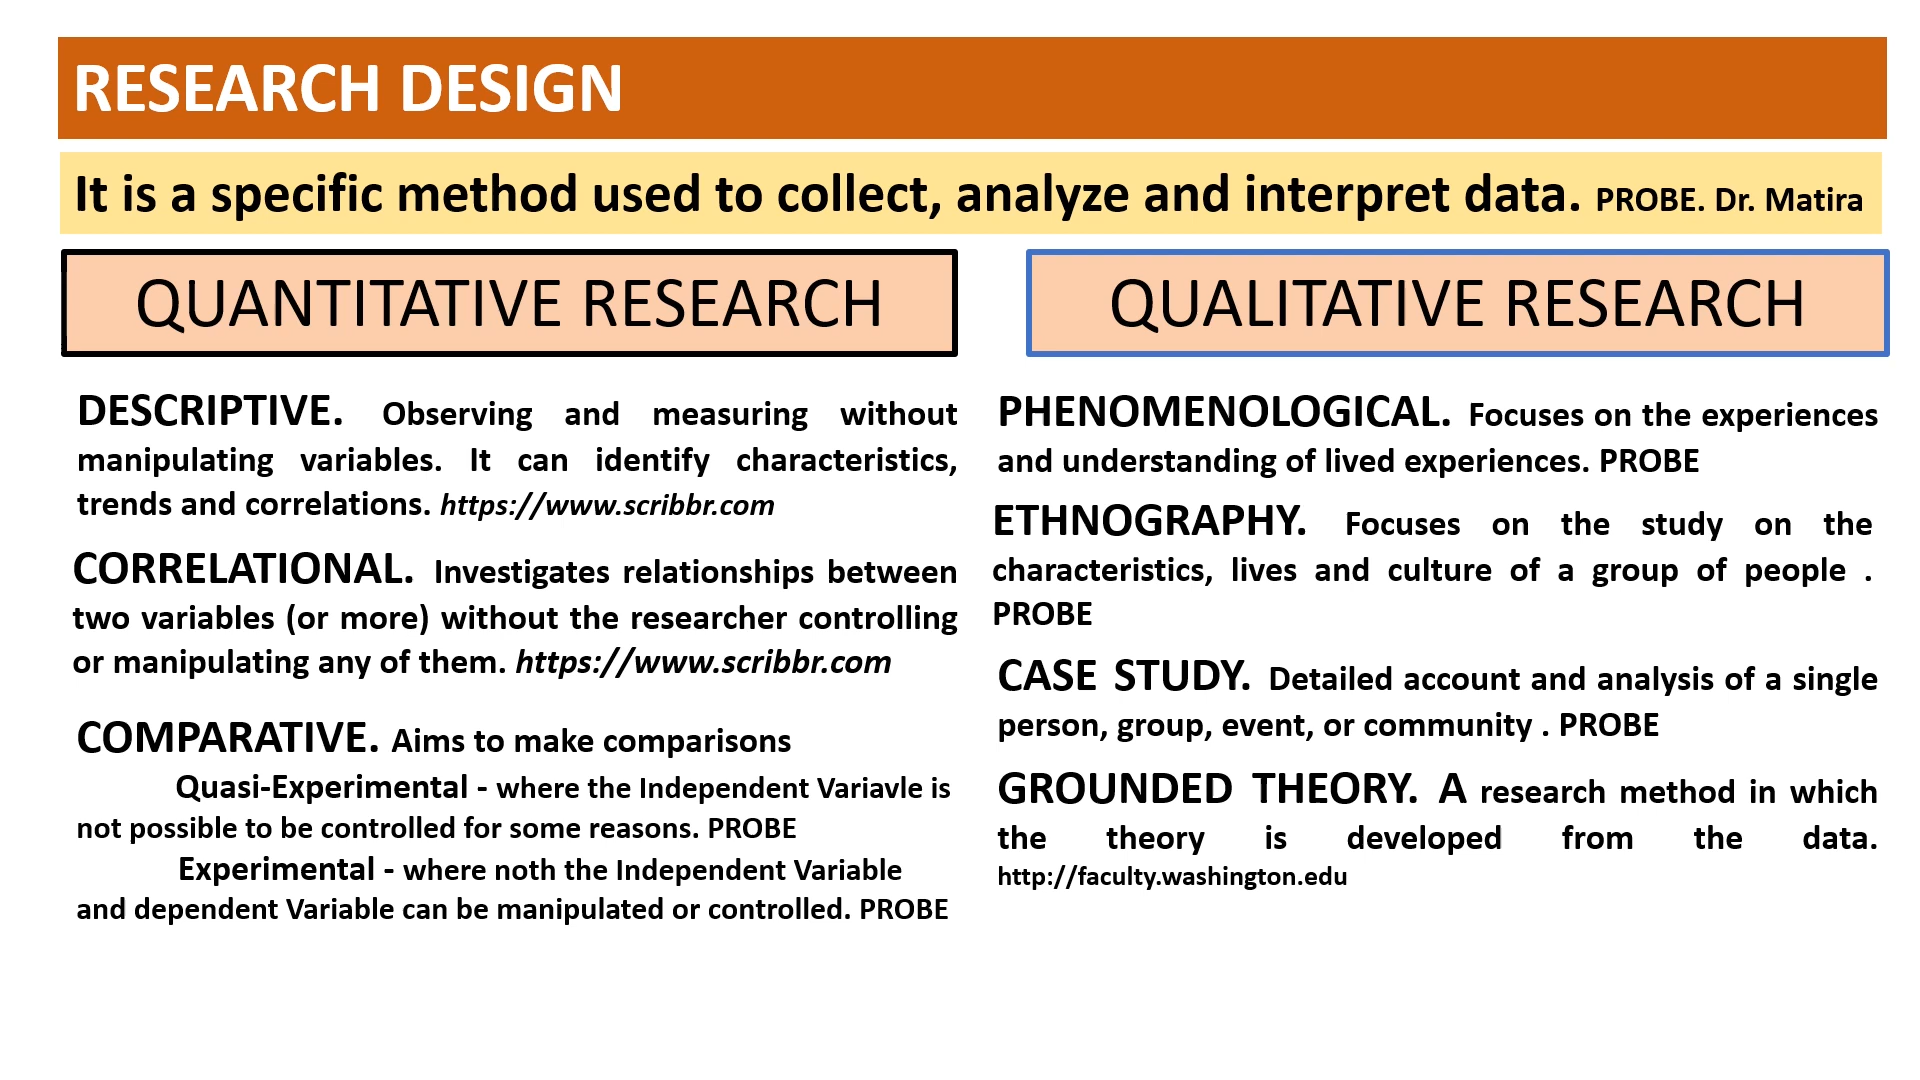 RESEARCH DESIGN
It is a specific method used to collect, analyze and interpret data. PROBE. Dr. Matira
QUANTITATIVE RESEARCH
DESCRIPTIVE. Observing and measuring without
manipulating variables. It can identify characteristics,
trends and correlations. https://www.scribbr.com
CORRELATIONAL. Investigates relationships between
two variables (or more) without the researcher controlling
or manipulating any of them. https://www.scribbr.com
COMPARATIVE. Aims to make comparisons
Quasi-Experimental - where the Independent Variavle is
not possible to be controlled for some reasons. PROBE
Experimental - where noth the Independent Variable
and dependent Variable can be manipulated or controlled. PROBE
QUALITATIVE RESEARCH
PHENOMENOLOGICAL. Focuses on the experiences
and understanding of lived experiences. PROBE
ETHNOGRAPHY. Focuses on the study on the
characteristics, lives and culture of a group of people .
PROBE
CASE STUDY. Detailed account and analysis of a single
person, group, event, or community . PROBE
GROUNDED THEORY. A research method in which
the theory is developed from the data.
http://faculty.washington.edu